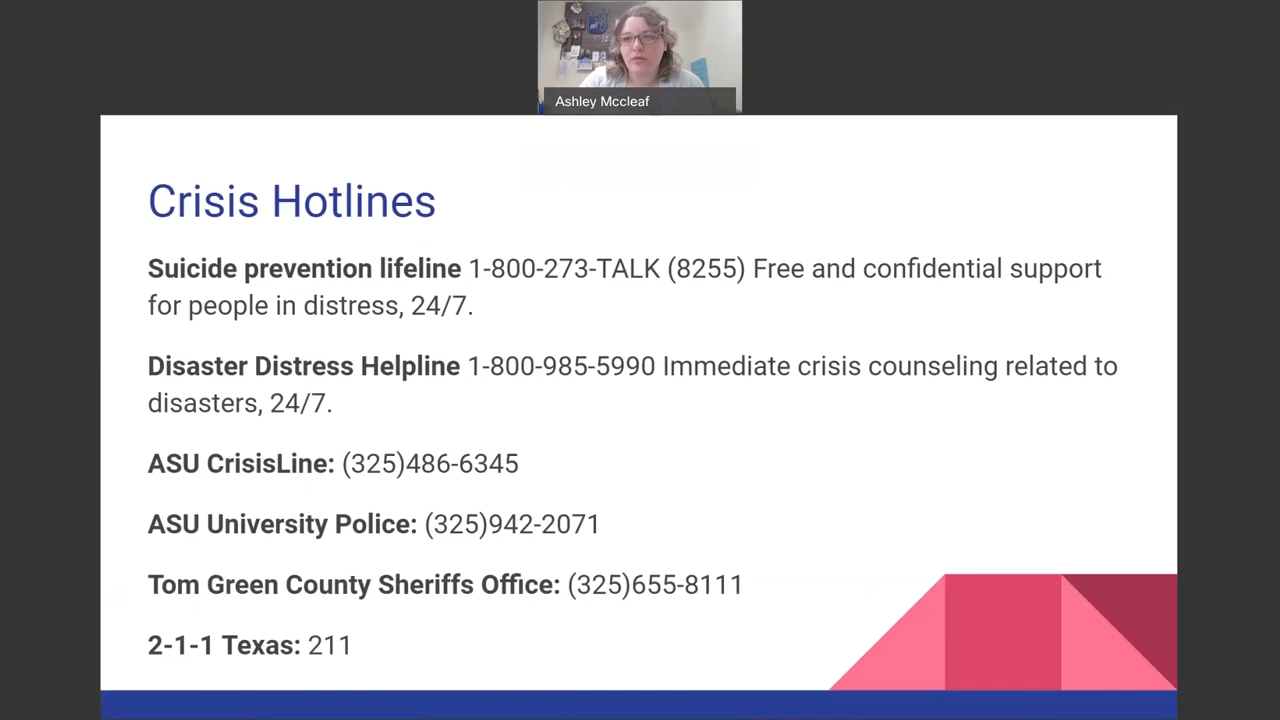 Ashley Mccleaf
Crisis Hotlines
Suicide prevention lifeline 1-800-273-TALK (8255) Free and confidential support
for people in distress, 24/7.
Disaster Distress Helpline 1-800-985-5990 Immediate crisis counseling related to
disasters, 24/7.
ASU CrisisLine: (325)486-6345
ASU University Police: (325)942-2071
Tom Green County Sheriffs Office: (325)655-8111
2-1-1 Texas: 211